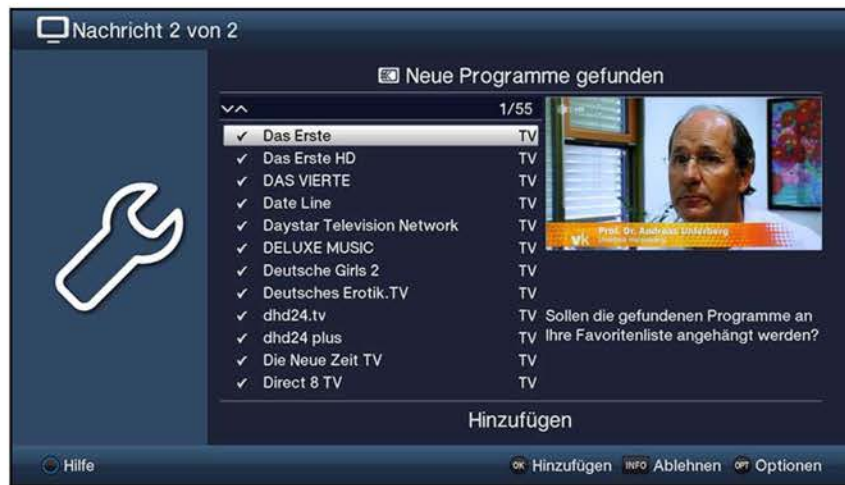 Nachricht 2 von 2
Neue Programme gefunden
1/55
✓ Das Erste TV
✓ Das Erste HD TV
✓ DAS VIERTE TV
✓ Date Line TV
✓ Daystar Television Network TV
✓ DELUXE MUSIC TV
✓ Deutsche Girls 2 TV
✓ Deutsches Erotik.TV TV
✓ dhd24.tv TV
✓ dhd24 plus TV
✓ Die Neue Zeit TV TV
✓ Direct 8 TV TV
vk Prof. Dr. Andreas Unterberg
Sollen die gefundenen Programme an
Ihre Favoritenliste angehängt werden?
Hinzufügen
Hilfe
OK Hinzufügen INFO Ablehnen OPT Optionen